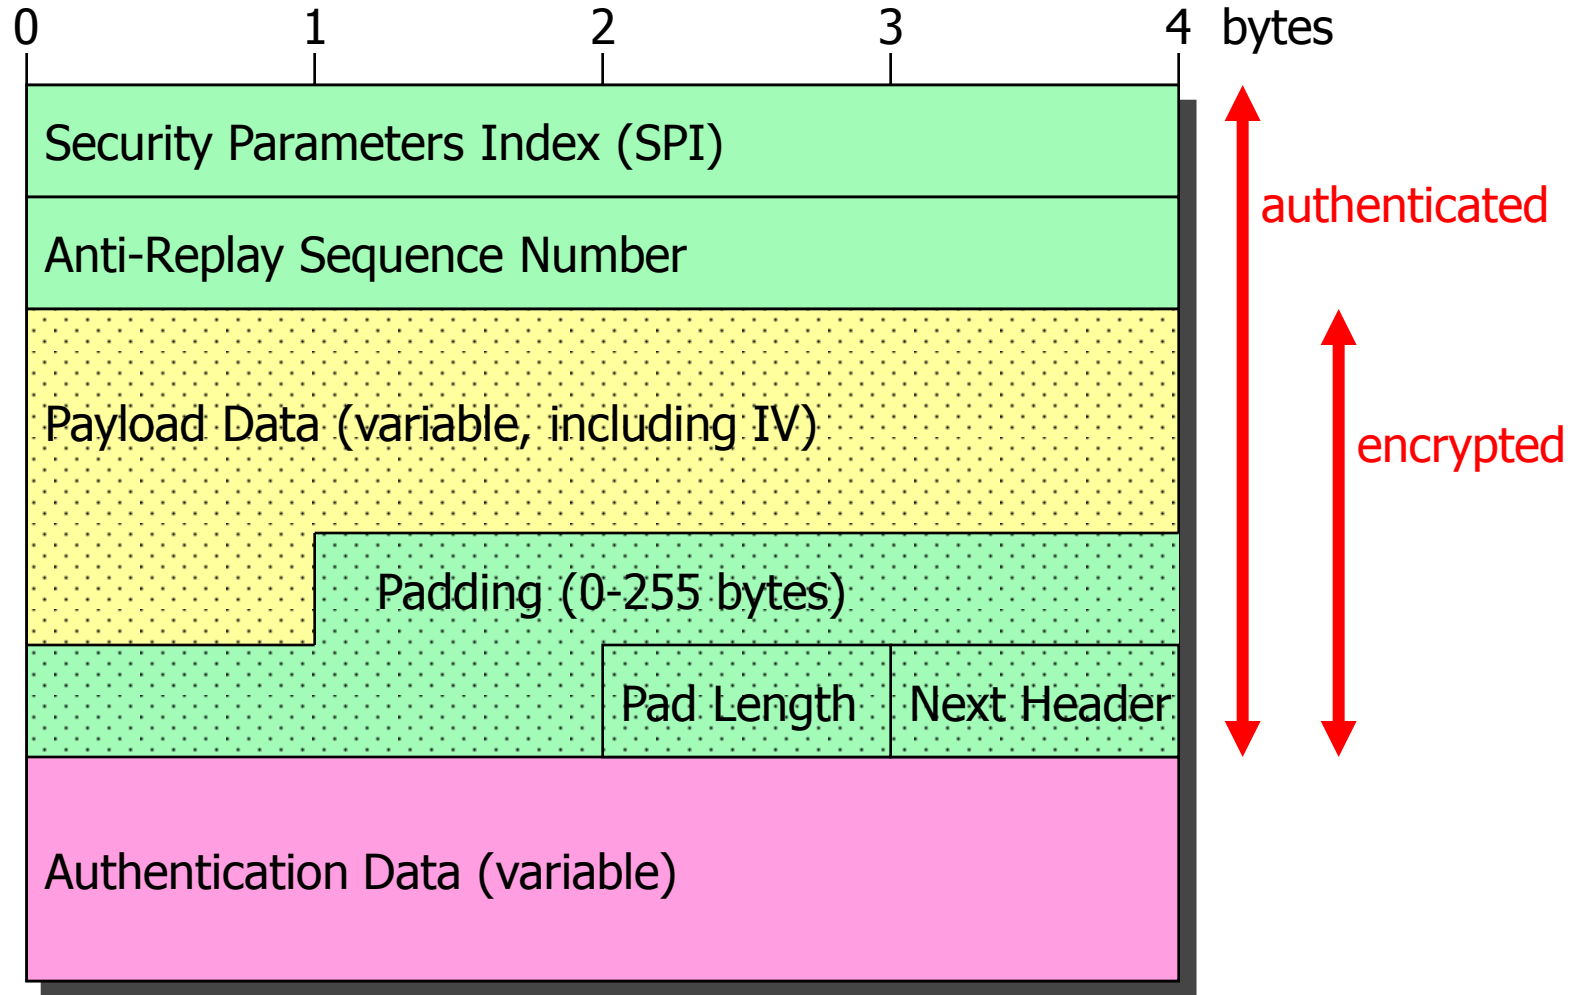 0 1 2 3 4 bytes
Security Parameters Index (SPI)
authenticated
Anti-Replay Sequence Number
Payload Data (variable, including IV)
encrypted
Padding (0-255 bytes)
Pad Length
Next Header
Authentication Data (variable)